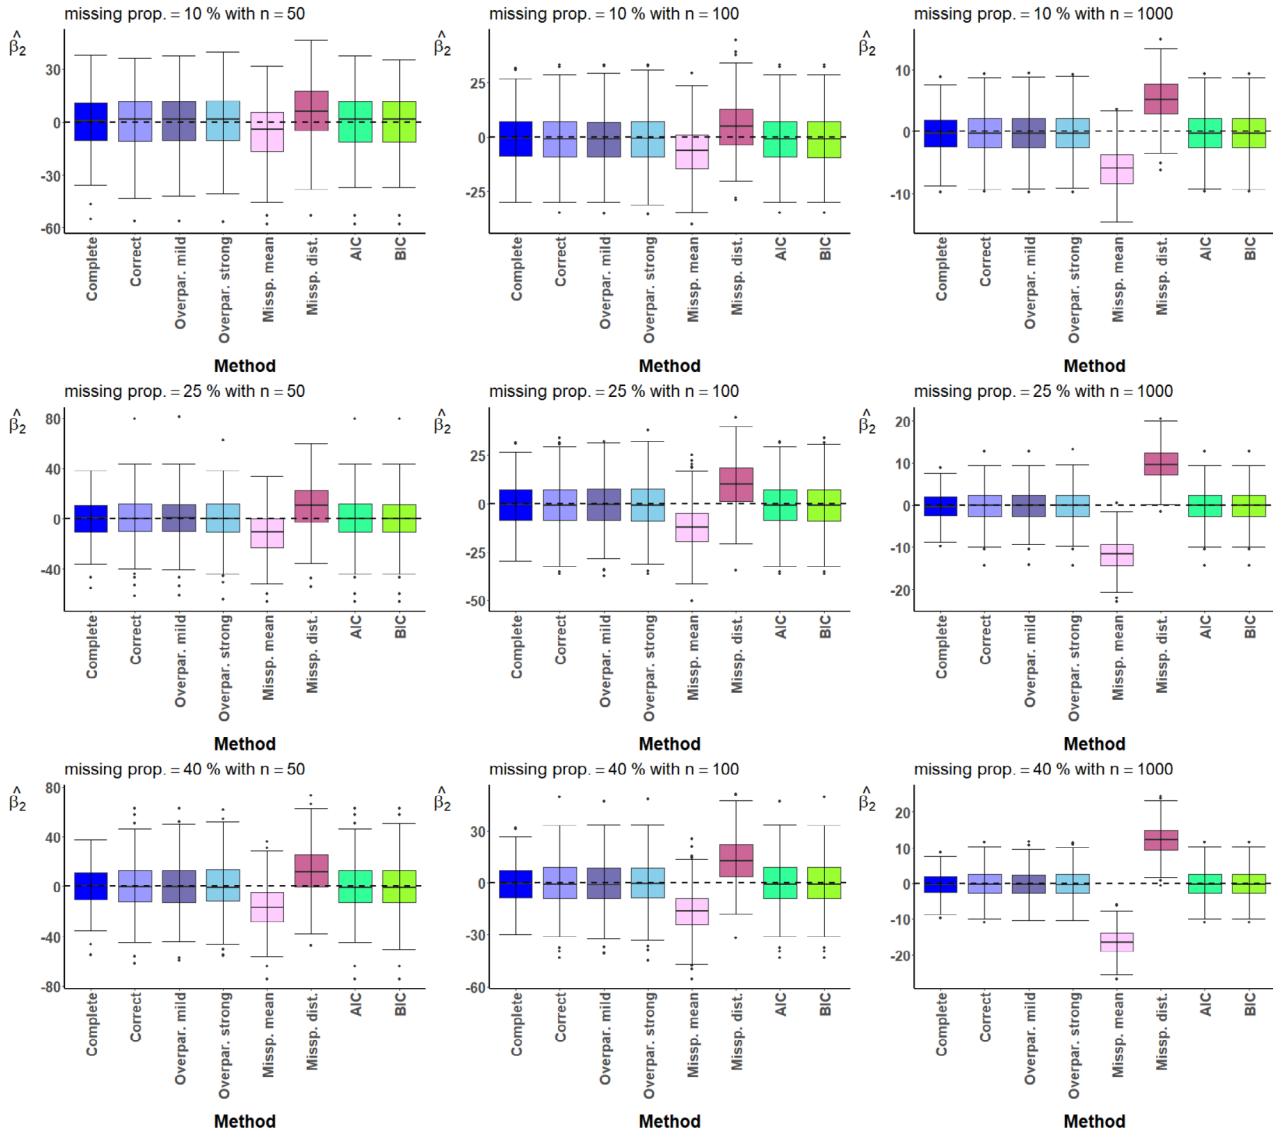 missing prop. = 10 % with n = 50
β̂2
30
0
-30
-60
Complete
Correct
Overpar. mild
Overpar. strong
Missp. mean
Missp. dist.
AIC
BIC
Method
missing prop. = 10 % with n = 100
β̂2
25
0
-25
Complete
Correct
Overpar. mild
Overpar. strong
Missp. mean
Missp. dist.
AIC
BIC
Method
missing prop. = 10 % with n = 1000
β̂2
10
0
-10
Complete
Correct
Overpar. mild
Overpar. strong
Missp. mean
Missp. dist.
AIC
BIC
Method
missing prop. = 25 % with n = 50
β̂2
80
40
0
-40
Complete
Correct
Overpar. mild
Overpar. strong
Missp. mean
Missp. dist.
AIC
BIC
Method
missing prop. = 25 % with n = 100
β̂2
25
0
-25
-50
Complete
Correct
Overpar. mild
Overpar. strong
Missp. mean
Missp. dist.
AIC
BIC
Method
missing prop. = 25 % with n = 1000
β̂2
20
10
0
-10
-20
Complete
Correct
Overpar. mild
Overpar. strong
Missp. mean
Missp. dist.
AIC
BIC
Method
missing prop. = 40 % with n = 50
β̂2
80
40
0
-40
-80
Complete
Correct
Overpar. mild
Overpar. strong
Missp. mean
Missp. dist.
AIC
BIC
Method
missing prop. = 40 % with n = 100
β̂2
30
0
-30
-60
Complete
Correct
Overpar. mild
Overpar. strong
Missp. mean
Missp. dist.
AIC
BIC
Method
missing prop. = 40 % with n = 1000
β̂2
20
10
0
-10
-20
Complete
Correct
Overpar. mild
Overpar. strong
Missp. mean
Missp. dist.
AIC
BIC
Method